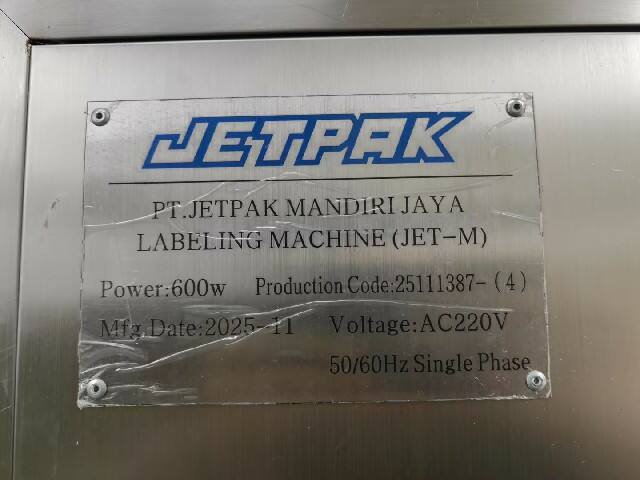 JETPAK
PT.JETPAK MANDIRI JAYA
LABELING MACHINE (JET-M)
Power:600w Production Code:25111387-(4)
Mfg.Date:2025-11 Voltage:AC220V
50/60Hz Single Phase